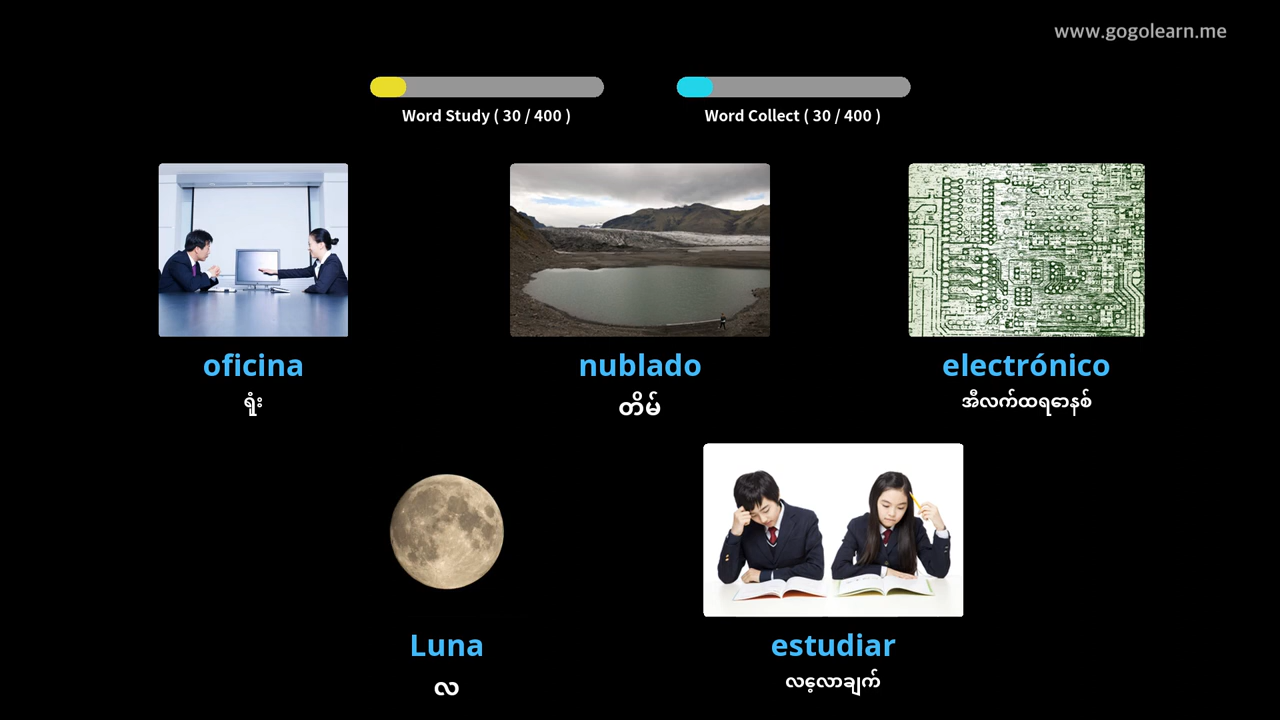 www.gogolearn.me
Word Study ( 30 / 400 )
Word Collect ( 30 / 400 )
oficina
ရုံး
nublado
တိမ်
electrónico
အီလက်ထရောနစ်
Luna
လ
estudiar
လေ့လာချက်